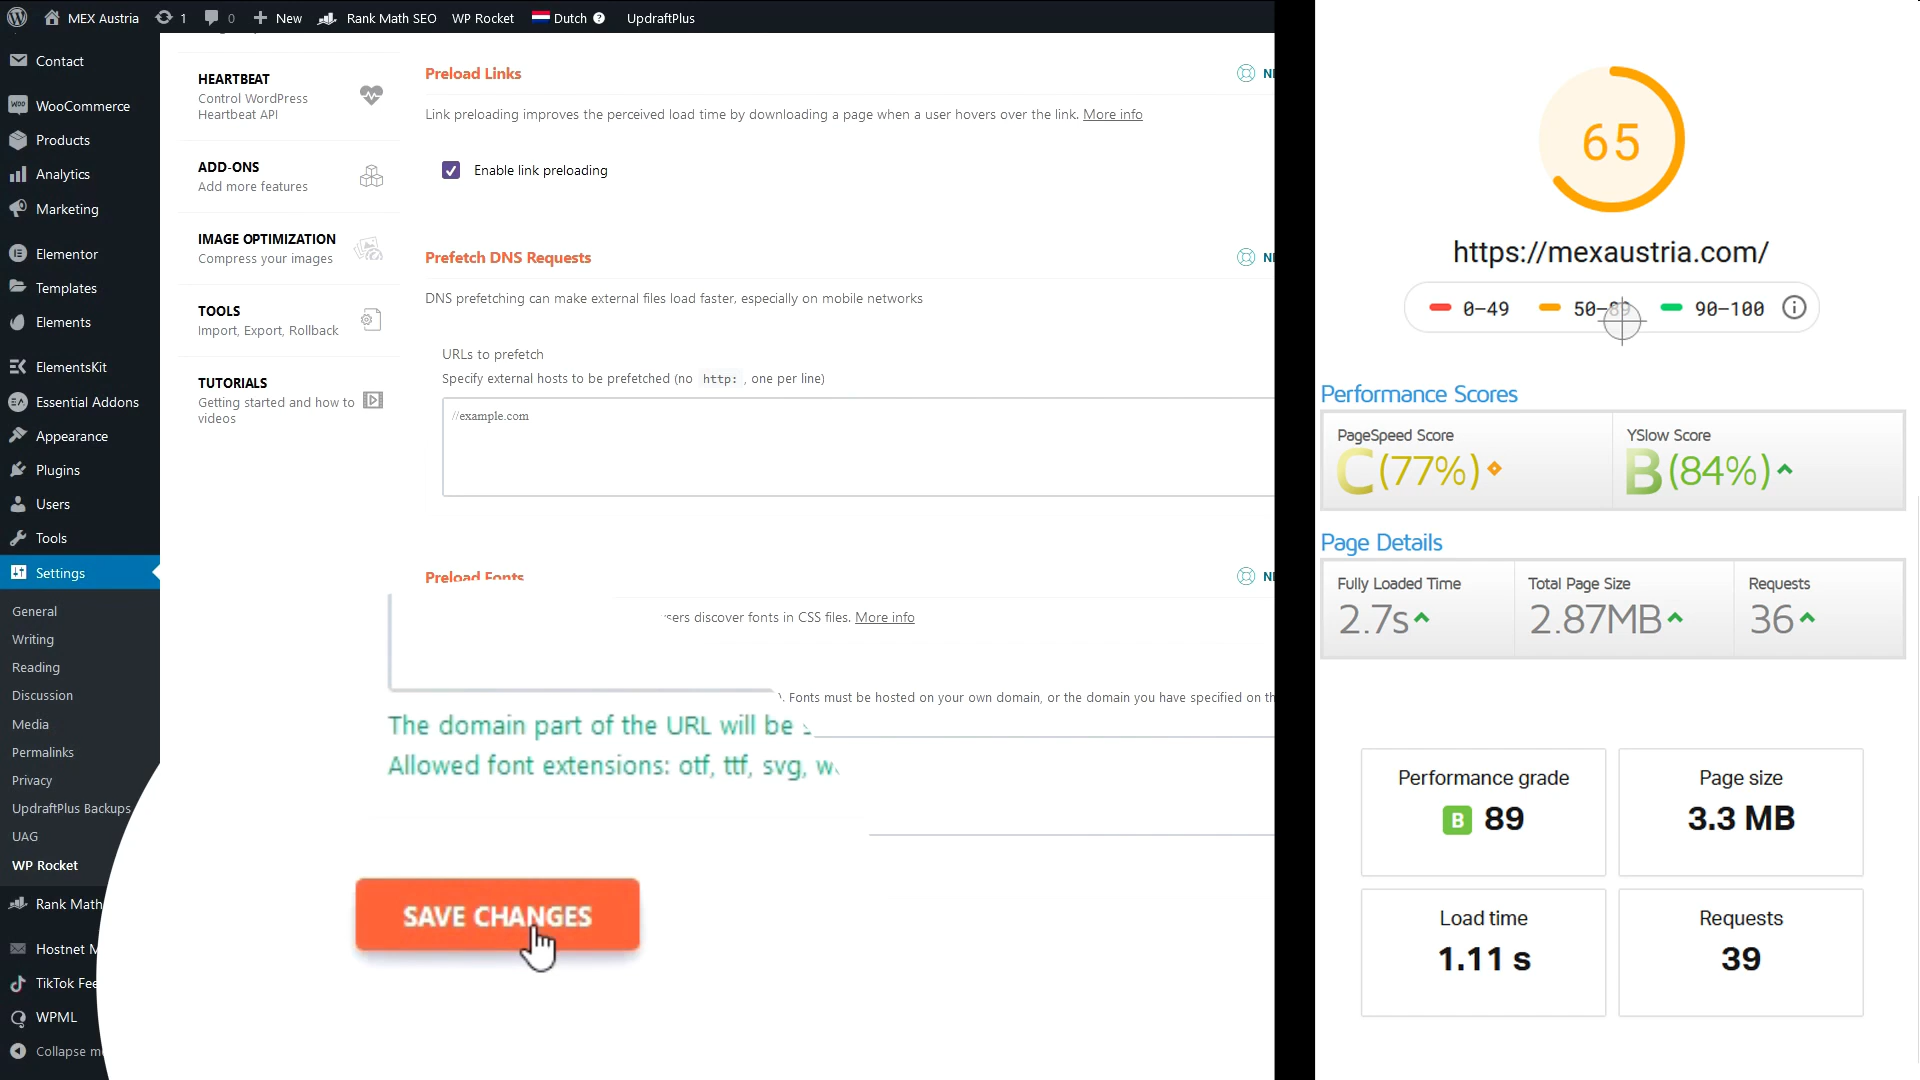 MEX Austria
1
0
New
Rank Math SEO
WP Rocket
Dutch
UpdraftPlus
Contact
WooCommerce
Products
Analytics
Marketing
Elementor
Templates
Elements
ElementsKit
Essential Addons
Appearance
Plugins
Users
Tools
Settings
General
Writing
Reading
Discussion
Media
Permalinks
Privacy
UpdraftPlus Backups
UAG
WP Rocket
Rank Math
Hostnet M
TikTok Fee
WPML
Collapse m
HEARTBEAT
Control WordPress
Heartbeat API
ADD-ONS
Add more features
IMAGE OPTIMIZATION
Compress your images
TOOLS
Import, Export, Rollback
TUTORIALS
Getting started and how to
videos
Preload Links
Link preloading improves the perceived load time by downloading a page when a user hovers over the link. More info
Enable link preloading
Prefetch DNS Requests
DNS prefetching can make external files load faster, especially on mobile networks
URLs to prefetch
Specify external hosts to be prefetched (no http: , one per line)
//example.com
Preload Fonts
sers discover fonts in CSS files. More info
). Fonts must be hosted on your own domain, or the domain you have specified on th
The domain part of the URL will be
Allowed font extensions: otf, ttf, svg,
SAVE CHANGES
65
https://mexaustria.com/
0–49
50–89
90–100
Performance Scores
PageSpeed Score
C (77%)
YSlow Score
B (84%)
Page Details
Fully Loaded Time
2.7s
Total Page Size
2.87MB
Requests
36
Performance grade
B 89
Page size
3.3 MB
Load time
1.11 s
Requests
39